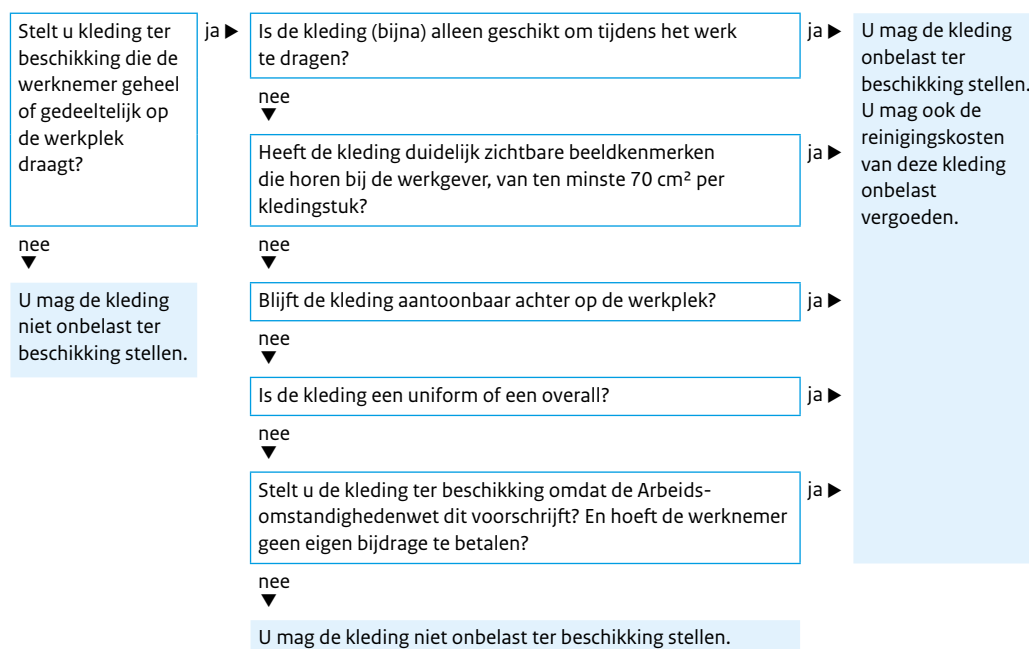 Stelt u kleding ter
beschikking die de
werknemer geheel
of gedeeltelijk op
de werkplek
draagt?
ja ▶
nee
▼
U mag de kleding
niet onbelast ter
beschikking stellen.
Is de kleding (bijna) alleen geschikt om tijdens het werk
te dragen?
ja ▶
nee
▼
Heeft de kleding duidelijk zichtbare beeldkenmerken
die horen bij de werkgever, van ten minste 70 cm² per
kledingstuk?
ja ▶
nee
▼
Blijft de kleding aantoonbaar achter op de werkplek?
ja ▶
nee
▼
Is de kleding een uniform of een overall?
ja ▶
nee
▼
Stelt u de kleding ter beschikking omdat de Arbeids-
omstandighedenwet dit voorschrijft? En hoeft de werknemer
geen eigen bijdrage te betalen?
ja ▶
nee
▼
U mag de kleding niet onbelast ter beschikking stellen.
U mag de kleding
onbelast ter
beschikking stellen.
U mag ook de
reinigingskosten
van deze kleding
onbelast
vergoeden.